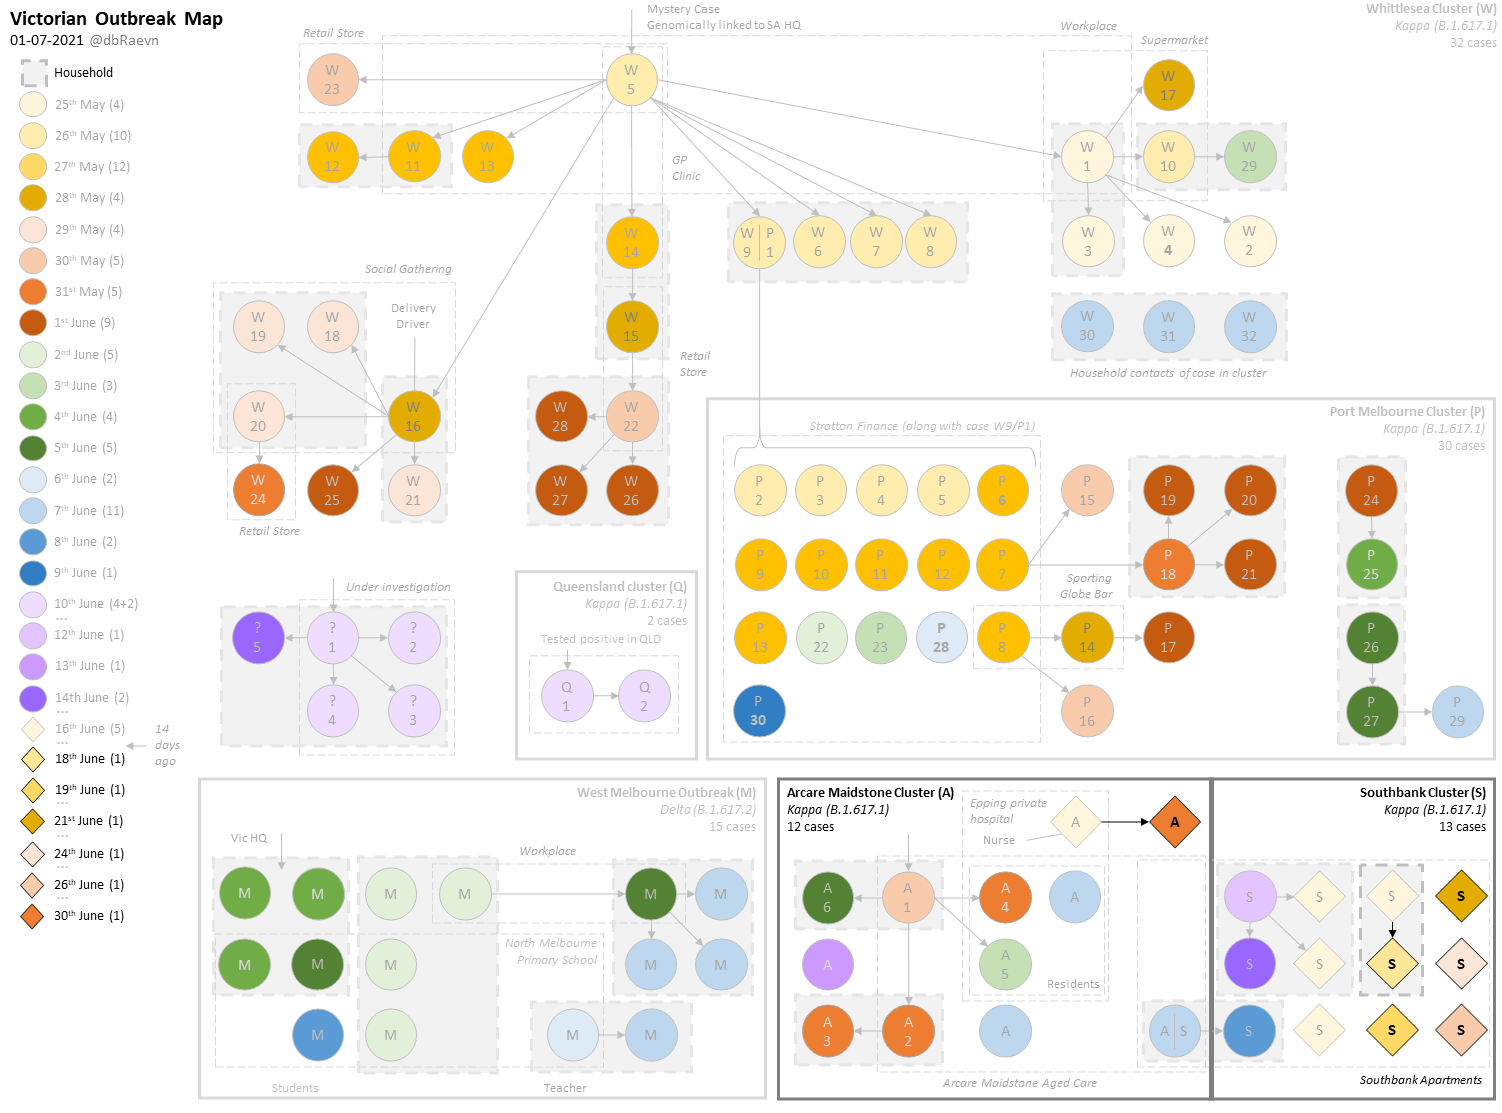 Victorian Outbreak Map
01-07-2021 @dbRaevn
Household
25th May (4)
26th May (10)
27th May (12)
28th May (4)
29th May (4)
30th May (5)
31st May (5)
1st June (9)
2nd June (5)
3rd June (3)
4th June (4)
5th June (5)
6th June (2)
7th June (11)
8th June (2)
9th June (1)
10th June (4+2)
...
12th June (1)
13th June (1)
14th June (2)
...
16th June (5)
...
14
days
ago
18th June (1)
19th June (1)
...
21st June (1)
...
24th June (1)
...
26th June (1)
...
30th June (1)
Mystery Case
Genomically linked to SA HQ
Whittlesea Cluster (W)
Kappa (B.1.617.1)
32 cases
Retail Store
Workplace
Supermarket
W
23
W
5
W
17
W
12
W
11
W
13
GP
Clinic
W
1
W
10
W
29
W
14
W
9
P
1
W
6
W
7
W
8
W
3
W
4
W
2
Social Gathering
Delivery
Driver
W
19
W
18
W
15
W
30
W
31
W
32
Retail
Store
Household contacts of case in cluster
W
20
W
16
W
28
W
22
W
24
W
25
W
21
W
27
W
26
Retail Store
Port Melbourne Cluster (P)
Kappa (B.1.617.1)
30 cases
Stratton Finance (along with case W9/P1)
P
2
P
3
P
4
P
5
P
6
P
15
P
19
P
20
P
24
P
9
P
10
P
11
P
12
P
7
P
18
P
21
P
25
Sporting
Globe Bar
P
13
P
22
P
23
P
28
P
8
P
14
P
17
P
26
P
30
P
16
P
27
P
29
Under investigation
?
5
?
1
?
2
?
4
?
3
Queensland cluster (Q)
Kappa (B.1.617.1)
2 cases
Tested positive in QLD
Q
1
Q
2
West Melbourne Outbreak (M)
Delta (B.1.617.2)
15 cases
Vic HQ
Workplace
M
M
M
M
M
M
North Melbourne
Primary School
M
M
M
M
M
M
M
M
M
Students
Teacher
Arcare Maidstone Cluster (A)
Kappa (B.1.617.1)
12 cases
Epping private
hospital
Nurse
A
A
A
6
A
1
A
4
A
A
A
5
Residents
A
3
A
2
A
A
S
Arcare Maidstone Aged Care
Southbank Cluster (S)
Kappa (B.1.617.1)
13 cases
S
S
S
S
S
S
S
S
S
S
S
S
Southbank Apartments